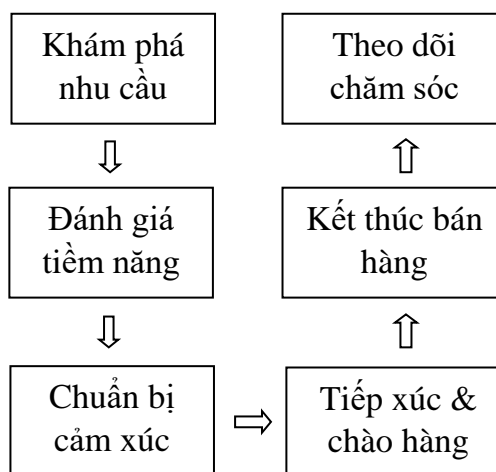 Khám phá
nhu cầu
Đánh giá
tiềm năng
Chuẩn bị
cảm xúc
Tiếp xúc &
chào hàng
Kết thúc bán
hàng
Theo dõi
chăm sóc